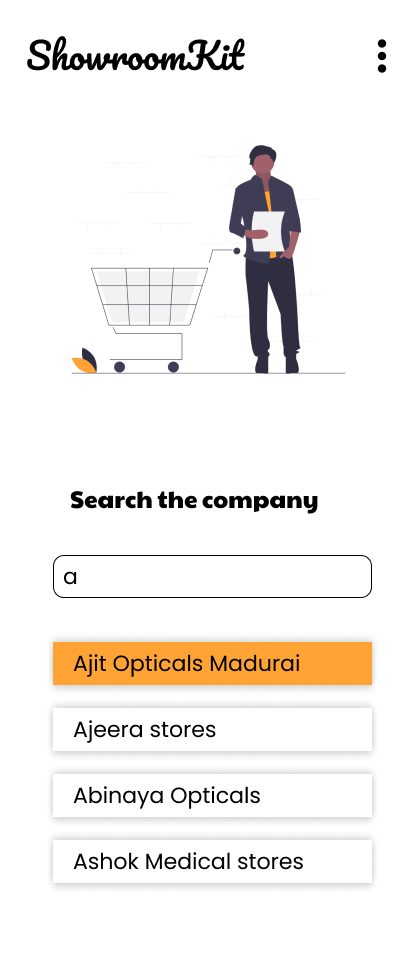 ShowroomKit
Search the company
a
Ajit Opticals Madurai
Ajeera stores
Abinaya Opticals
Ashok Medical stores